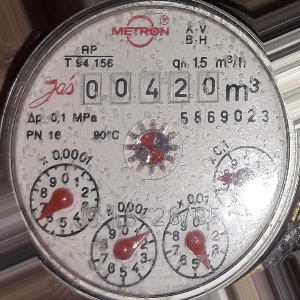 METRON
A-V
B-H
RP
T 94 156
qn 1,5 m³/h
Jaś
00420 m³
Δp 0,1 MPa
5869023
PN 16
90°C
x 0,0001
x 0,1
x 0,001
x 0,01